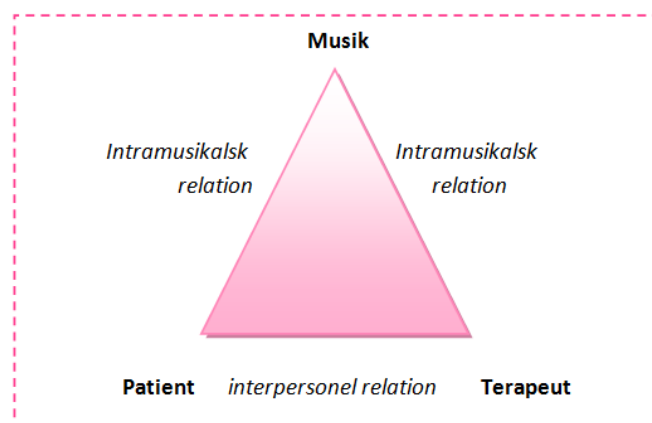 Musik
Intramusikalsk relation
Intramusikalsk relation
Patient interpersonel relation Terapeut